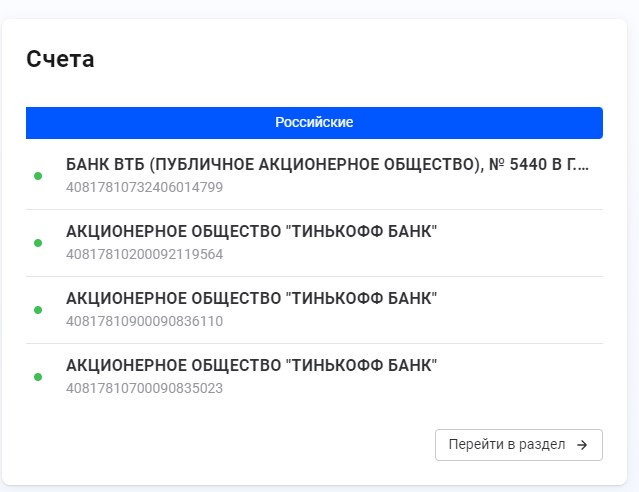 Счета
Российские
БАНК ВТБ (ПУБЛИЧНОЕ АКЦИОНЕРНОЕ ОБЩЕСТВО), № 5440 В Г....
40817810732406014799
АКЦИОНЕРНОЕ ОБЩЕСТВО "ТИНЬКОФФ БАНК"
40817810200092119564
АКЦИОНЕРНОЕ ОБЩЕСТВО "ТИНЬКОФФ БАНК"
40817810900090836110
АКЦИОНЕРНОЕ ОБЩЕСТВО "ТИНЬКОФФ БАНК"
40817810700090835023
Перейти в раздел →